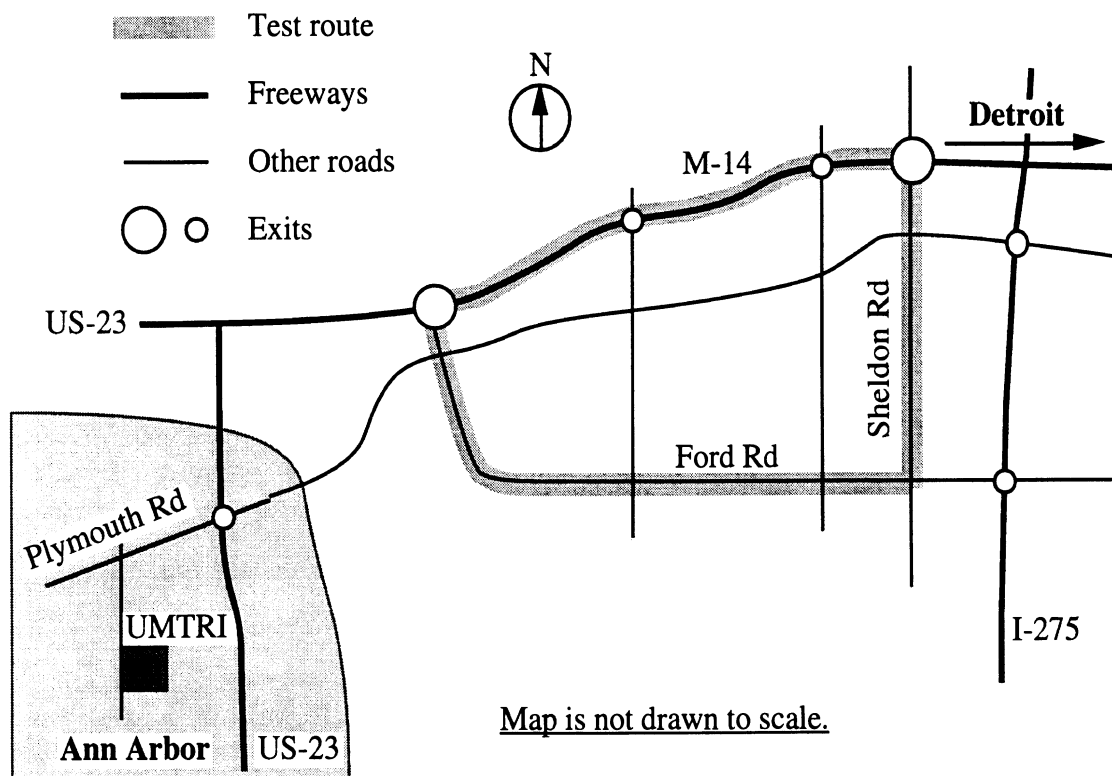 Test route
Freeways
Other roads
Exits
N
Detroit
M-14
US-23
Sheldon Rd
Ford Rd
Plymouth Rd
UMTRI
I-275
Ann Arbor
US-23
Map is not drawn to scale.